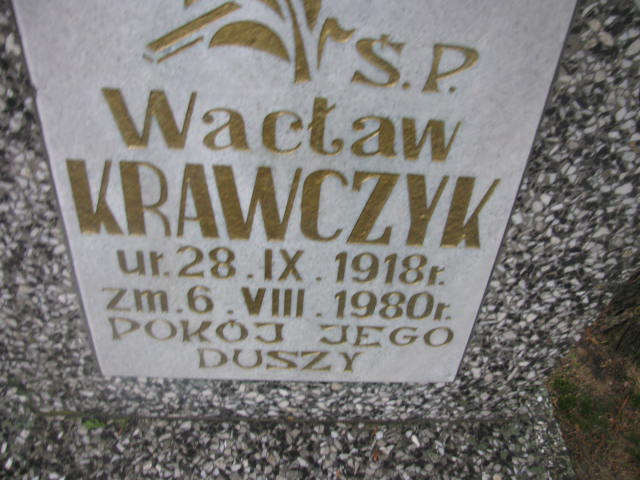 Ś.P.
Wacław
KRAWCZYK
ur. 28. IX. 1918r.
zm. 6. VIII. 1980r.
POKÓJ JEGO
DUSZY